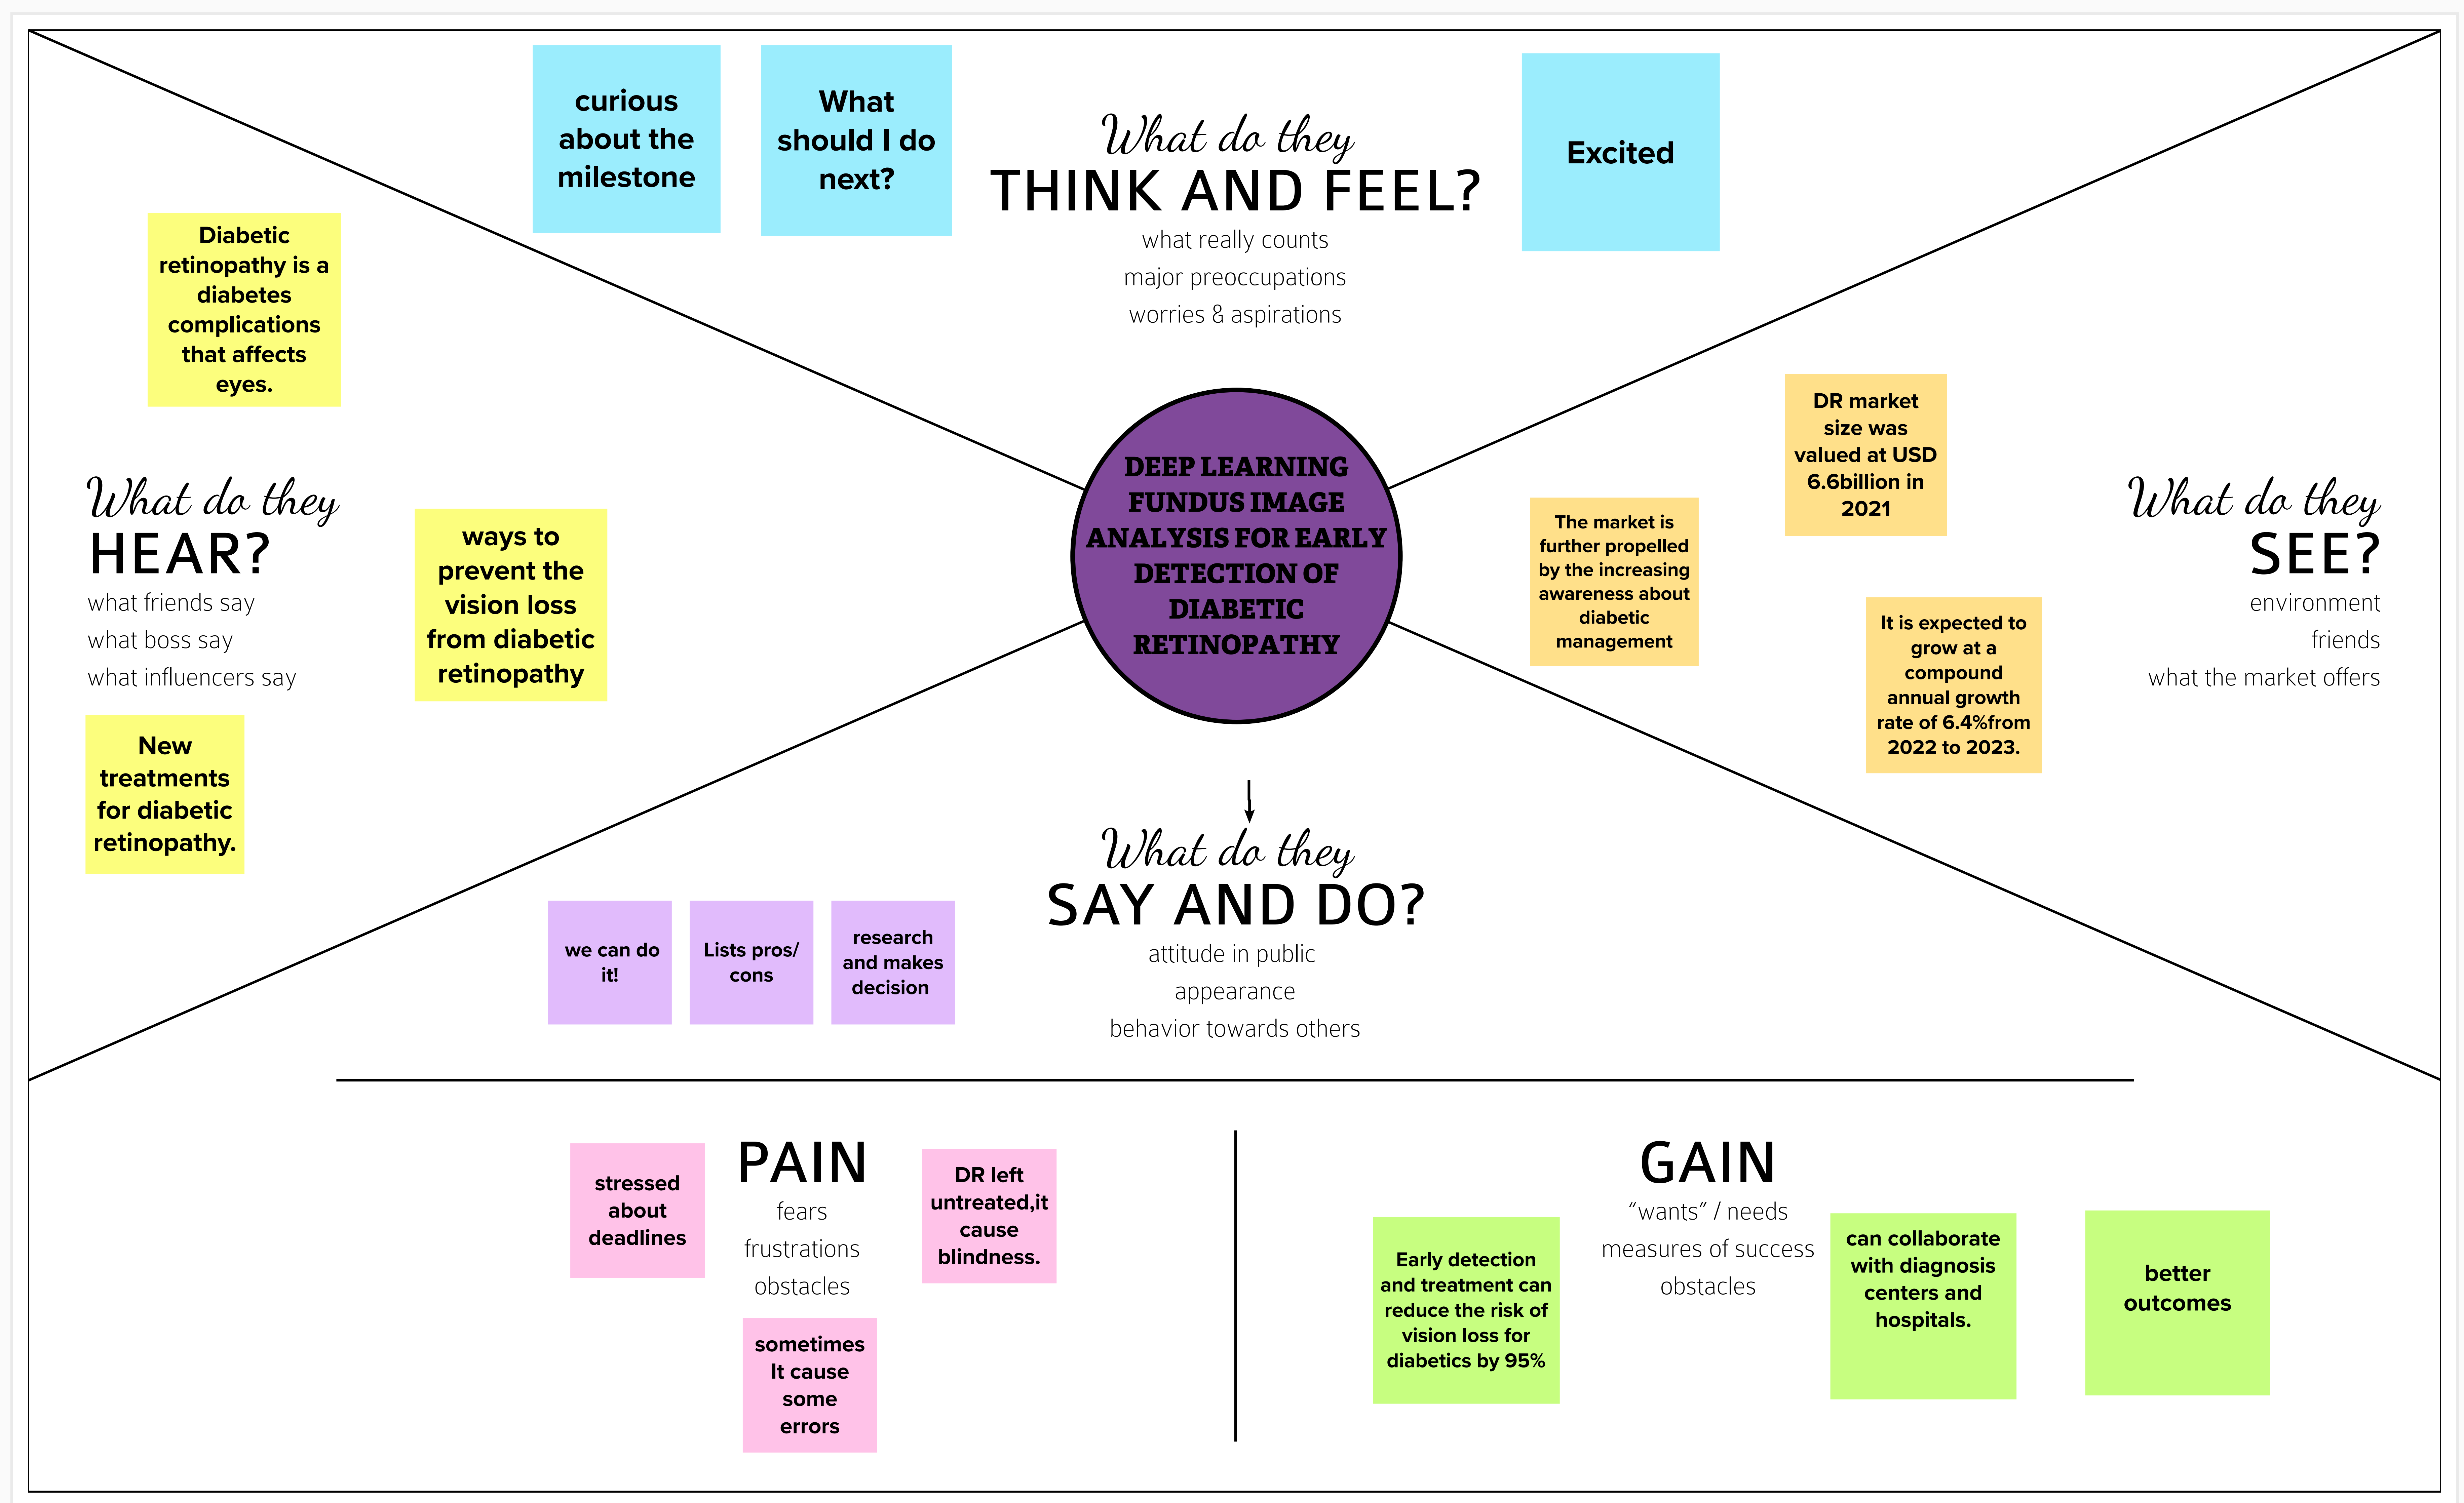 curious
about the
milestone
What
should I do
next?
What do they
THINK AND FEEL?
what really counts
major preoccupations
worries & aspirations
Excited
Diabetic
retinopathy is a
diabetes
complications
that affects
eyes.
What do they
HEAR?
what friends say
what boss say
what influencers say
ways to
prevent the
vision loss
from diabetic
retinopathy
New
treatments
for diabetic
retinopathy.
DEEP LEARNING
FUNDUS IMAGE
ANALYSIS FOR EARLY
DETECTION OF
DIABETIC
RETINOPATHY
DR market
size was
valued at USD
6.6billion in
2021
The market is
further propelled
by the increasing
awareness about
diabetic
management
It is expected to
grow at a
compound
annual growth
rate of 6.4%from
2022 to 2023.
What do they
SEE?
environment
friends
what the market offers
What do they
SAY AND DO?
attitude in public
appearance
behavior towards others
we can do
it!
Lists pros/
cons
research
and makes
decision
PAIN
fears
frustrations
obstacles
stressed
about
deadlines
DR left
untreated,it
cause
blindness.
sometimes
It cause
some
errors
GAIN
“wants” / needs
measures of success
obstacles
Early detection
and treatment can
reduce the risk of
vision loss for
diabetics by 95%
can collaborate
with diagnosis
centers and
hospitals.
better
outcomes